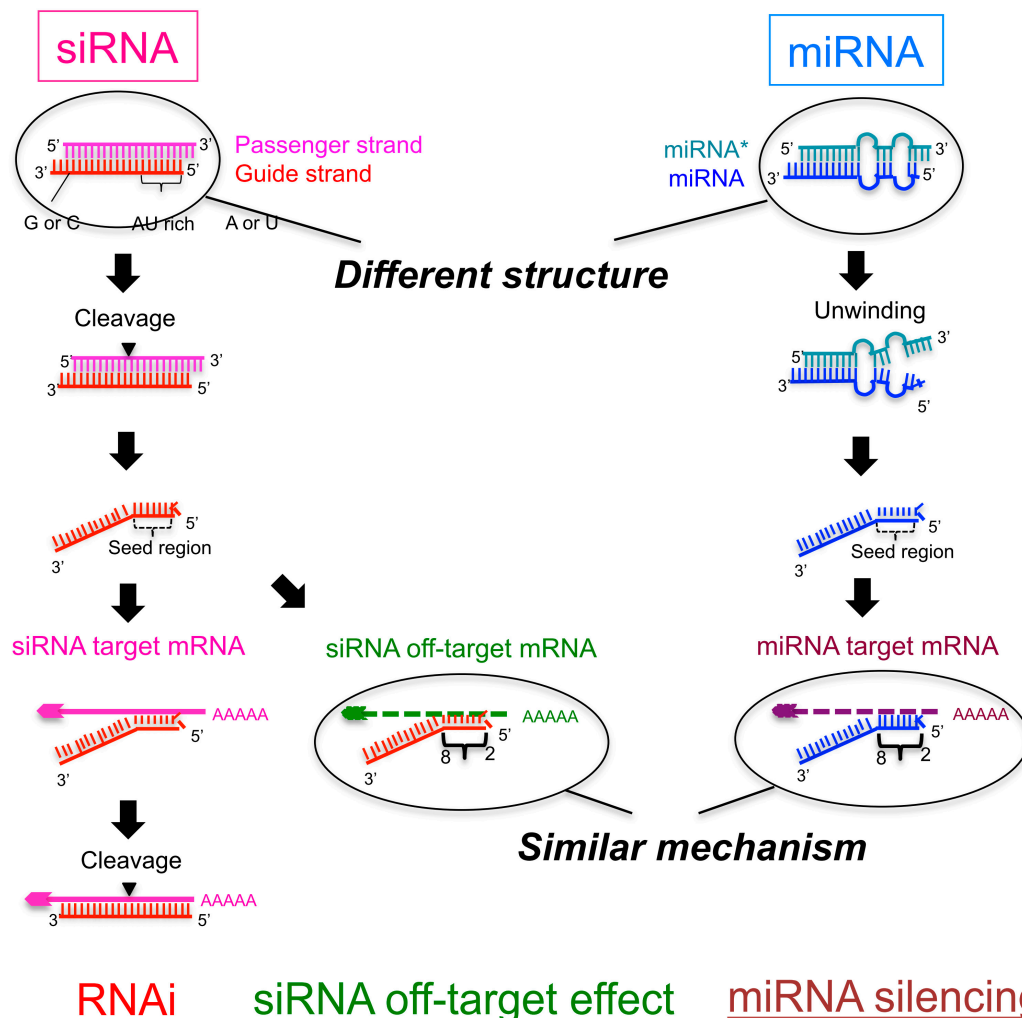 siRNA
miRNA
5’ 3’ Passenger strand
3’ 5’ Guide strand
G or C AU rich A or U
5’ 3’ miRNA*
3’ 5’ miRNA
Different structure
Cleavage
5’ 3’
3’ 5’
Unwinding
5’ 3’
3’ 5’
5’
Seed region
3’
5’
Seed region
3’
siRNA target mRNA
siRNA off-target mRNA
miRNA target mRNA
AAAAA
5’
3’
AAAAA
5’
8 2
3’
AAAAA
5’
8 2
3’
Similar mechanism
Cleavage
AAAAA
3’ 5’
RNAi
siRNA off-target effect
miRNA silencing